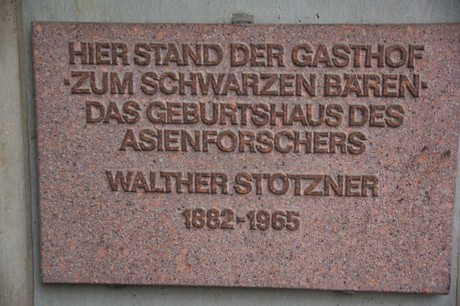 HIER STAND DER GASTHOF
·ZUM SCHWARZEN BÄREN·
DAS GEBURTSHAUS DES
ASIENFORSCHERS
WALTHER STÖTZNER
1882-1965